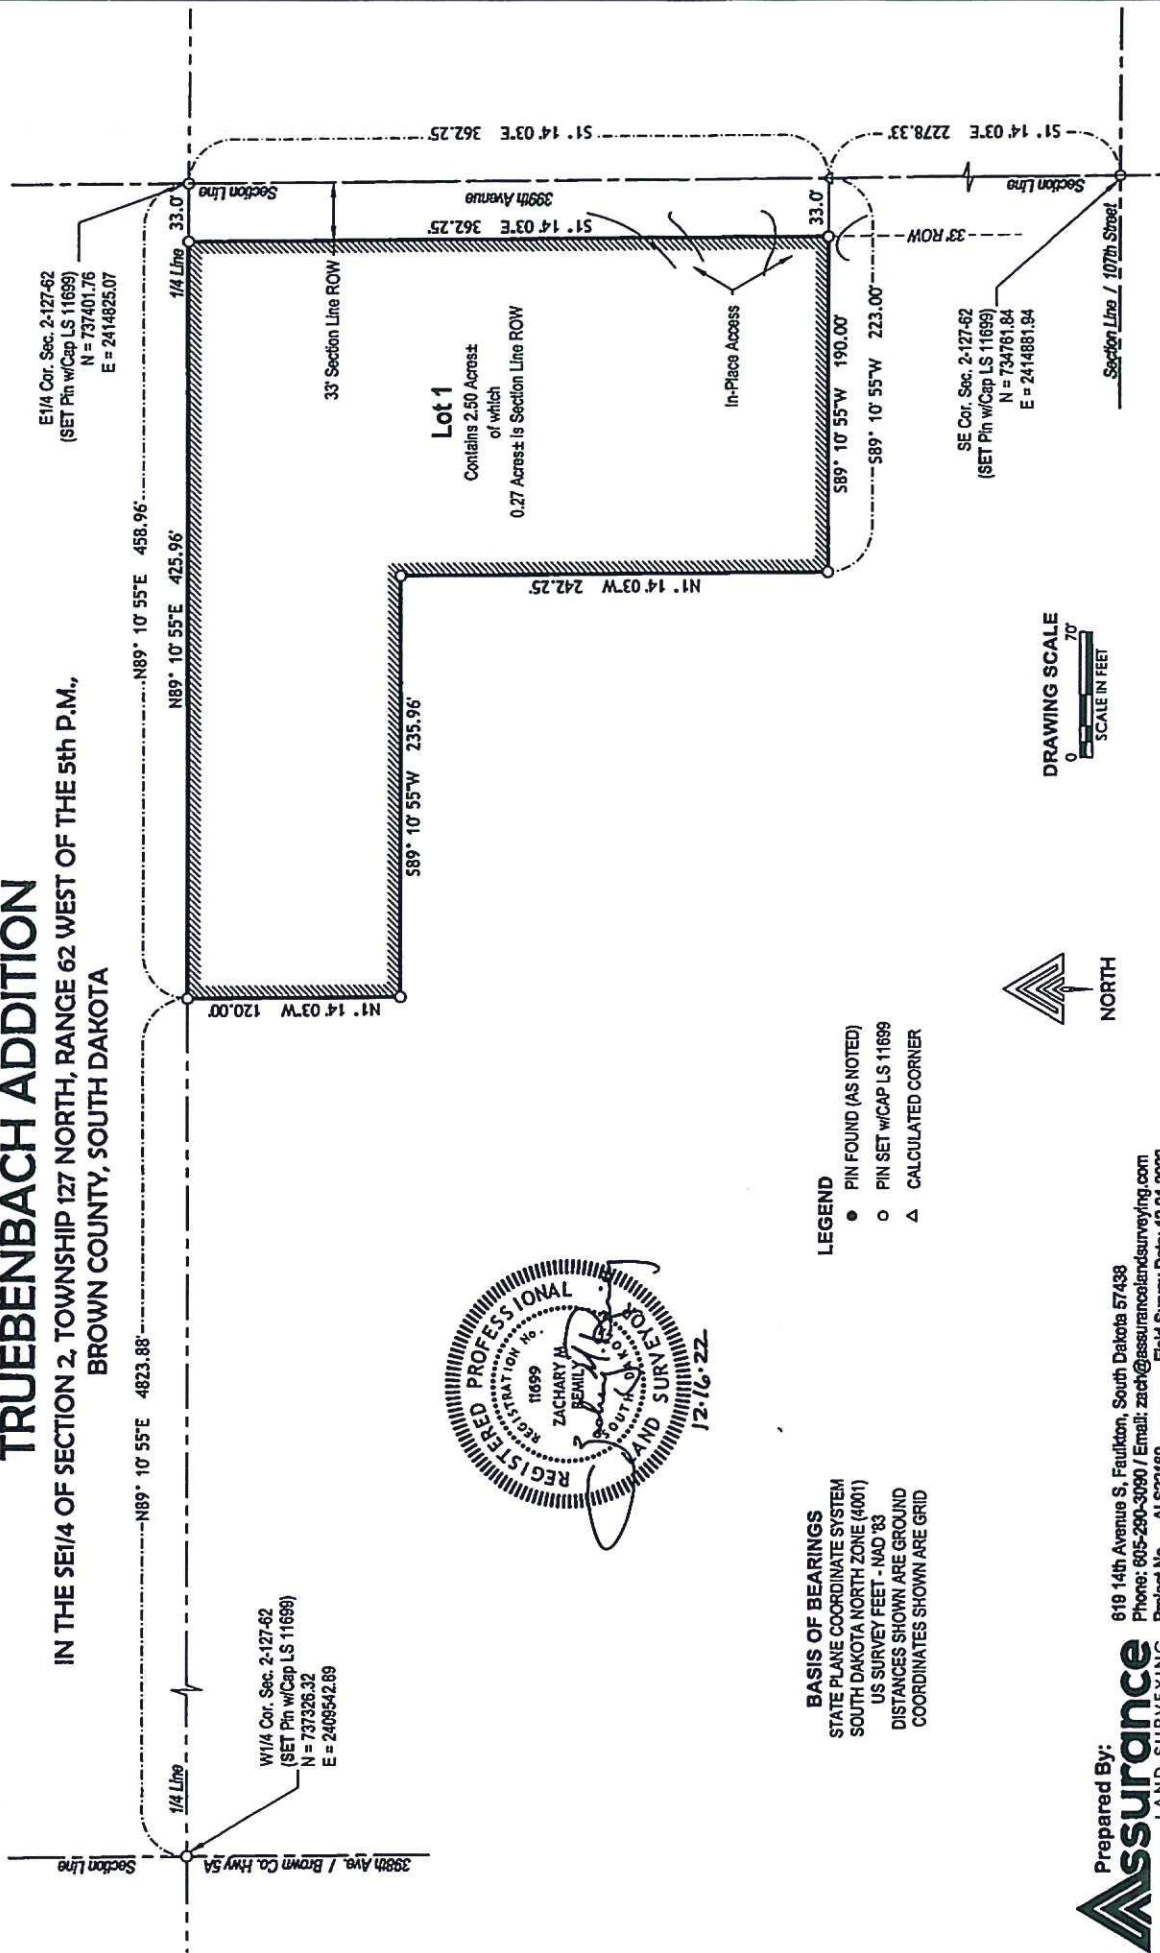 TRUEBENBACH ADDITION
IN THE SE1/4 OF SECTION 2, TOWNSHIP 127 NORTH, RANGE 62 WEST OF THE 5th P.M.,
BROWN COUNTY, SOUTH DAKOTA
Section Line
398th Ave. / Brown Co. Hwy 5A
1/4 Line
W1/4 Cor. Sec. 2-127-62
(SET Pin w/Cap LS 11699)
N = 737326.32
E = 2409542.69
N89° 10' 55"E 4823.88'
N89° 10' 55"E 458.96'
N89° 10' 55"E 425.96'
E1/4 Cor. Sec. 2-127-62
(SET Pin w/Cap LS 11699)
N = 737401.76
E = 2414825.07
1/4 Line
33.0'
Section Line
N1° 14' 03"W 120.00'
S89° 10' 55"W 235.96'
N1° 14' 03"W 242.25'
33' Section Line ROW
Lot 1
Contains 2.50 Acres±
of which
0.27 Acres± is Section Line ROW
In-Place Access
S1° 14' 03"E 362.25'
399th Avenue
S1° 14' 03"E 362.25'
S89° 10' 55"W 190.00'
33.0'
S89° 10' 55"W 223.00'
33' ROW
S1° 14' 03"E 2278.33'
Section Line
SE Cor. Sec. 2-127-62
(SET Pin w/Cap LS 11699)
N = 734761.84
E = 2414881.94
Section Line / 107th Street
REGISTERED PROFESSIONAL
LAND SURVEYOR
REGISTRATION No.
11699
ZACHARY M.
REMILY
SOUTH DAKOTA
12.16.22
LEGEND
PIN FOUND (AS NOTED)
PIN SET w/CAP LS 11699
CALCULATED CORNER
NORTH
DRAWING SCALE
0 70'
SCALE IN FEET
BASIS OF BEARINGS
STATE PLANE COORDINATE SYSTEM
SOUTH DAKOTA NORTH ZONE (4001)
US SURVEY FEET - NAD '83
DISTANCES SHOWN ARE GROUND
COORDINATES SHOWN ARE GRID
Prepared By:
Assurance
LAND SURVEYING
619 14th Avenue S, Faulkton, South Dakota 57438
Phone: 605-290-3090 / Email: zach@assurancelandsurveying.com